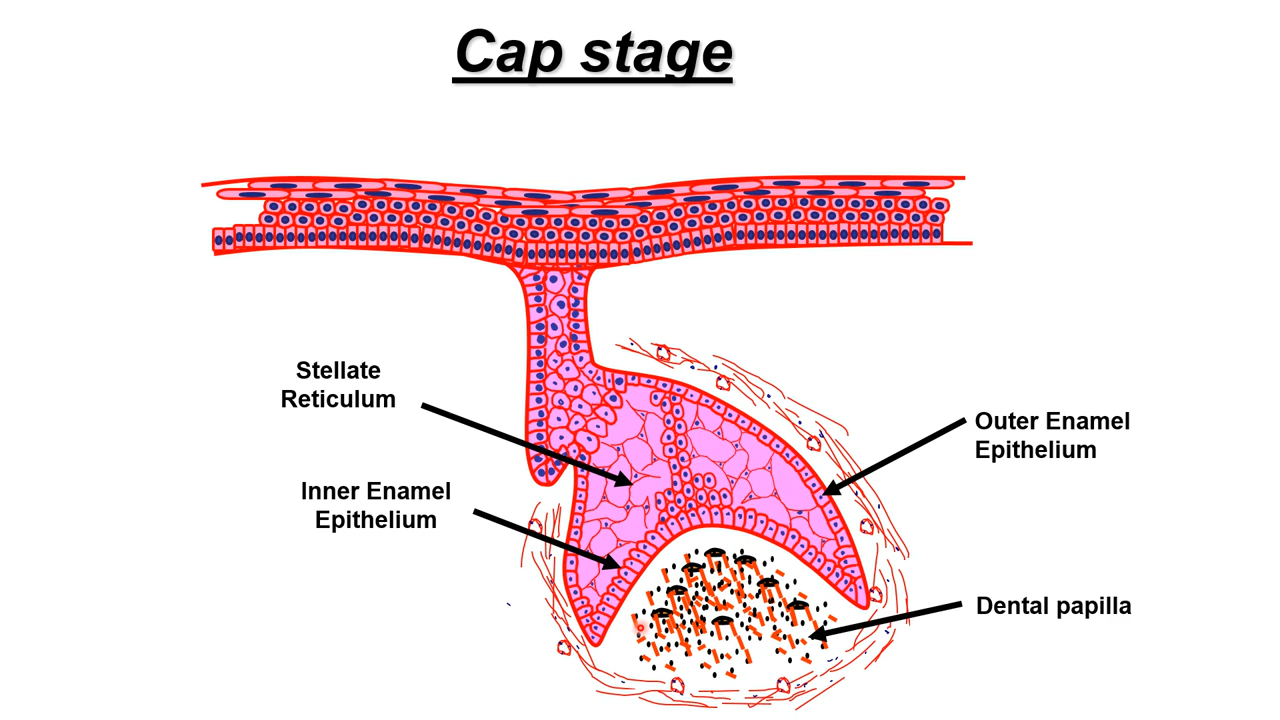 Cap stage
Stellate
Reticulum
Outer Enamel
Epithelium
Inner Enamel
Epithelium
Dental papilla